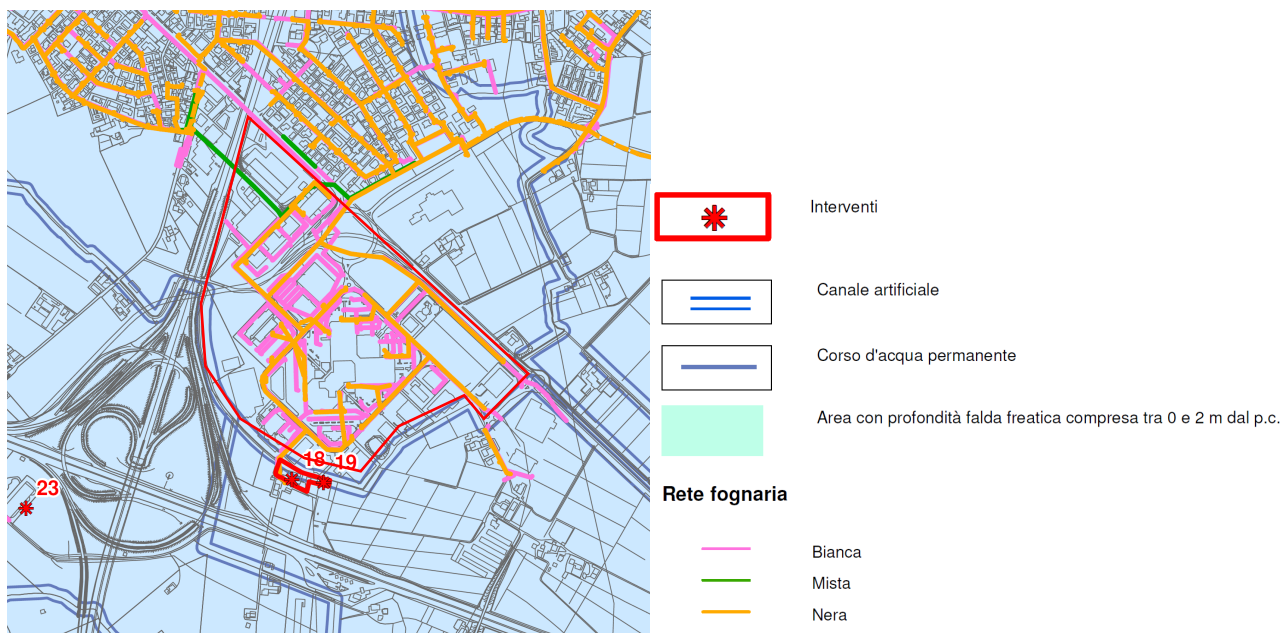 18 19
23
Interventi
Canale artificiale
Corso d'acqua permanente
Area con profondità falda freatica compresa tra 0 e 2 m dal p.c.
Rete fognaria
Bianca
Mista
Nera